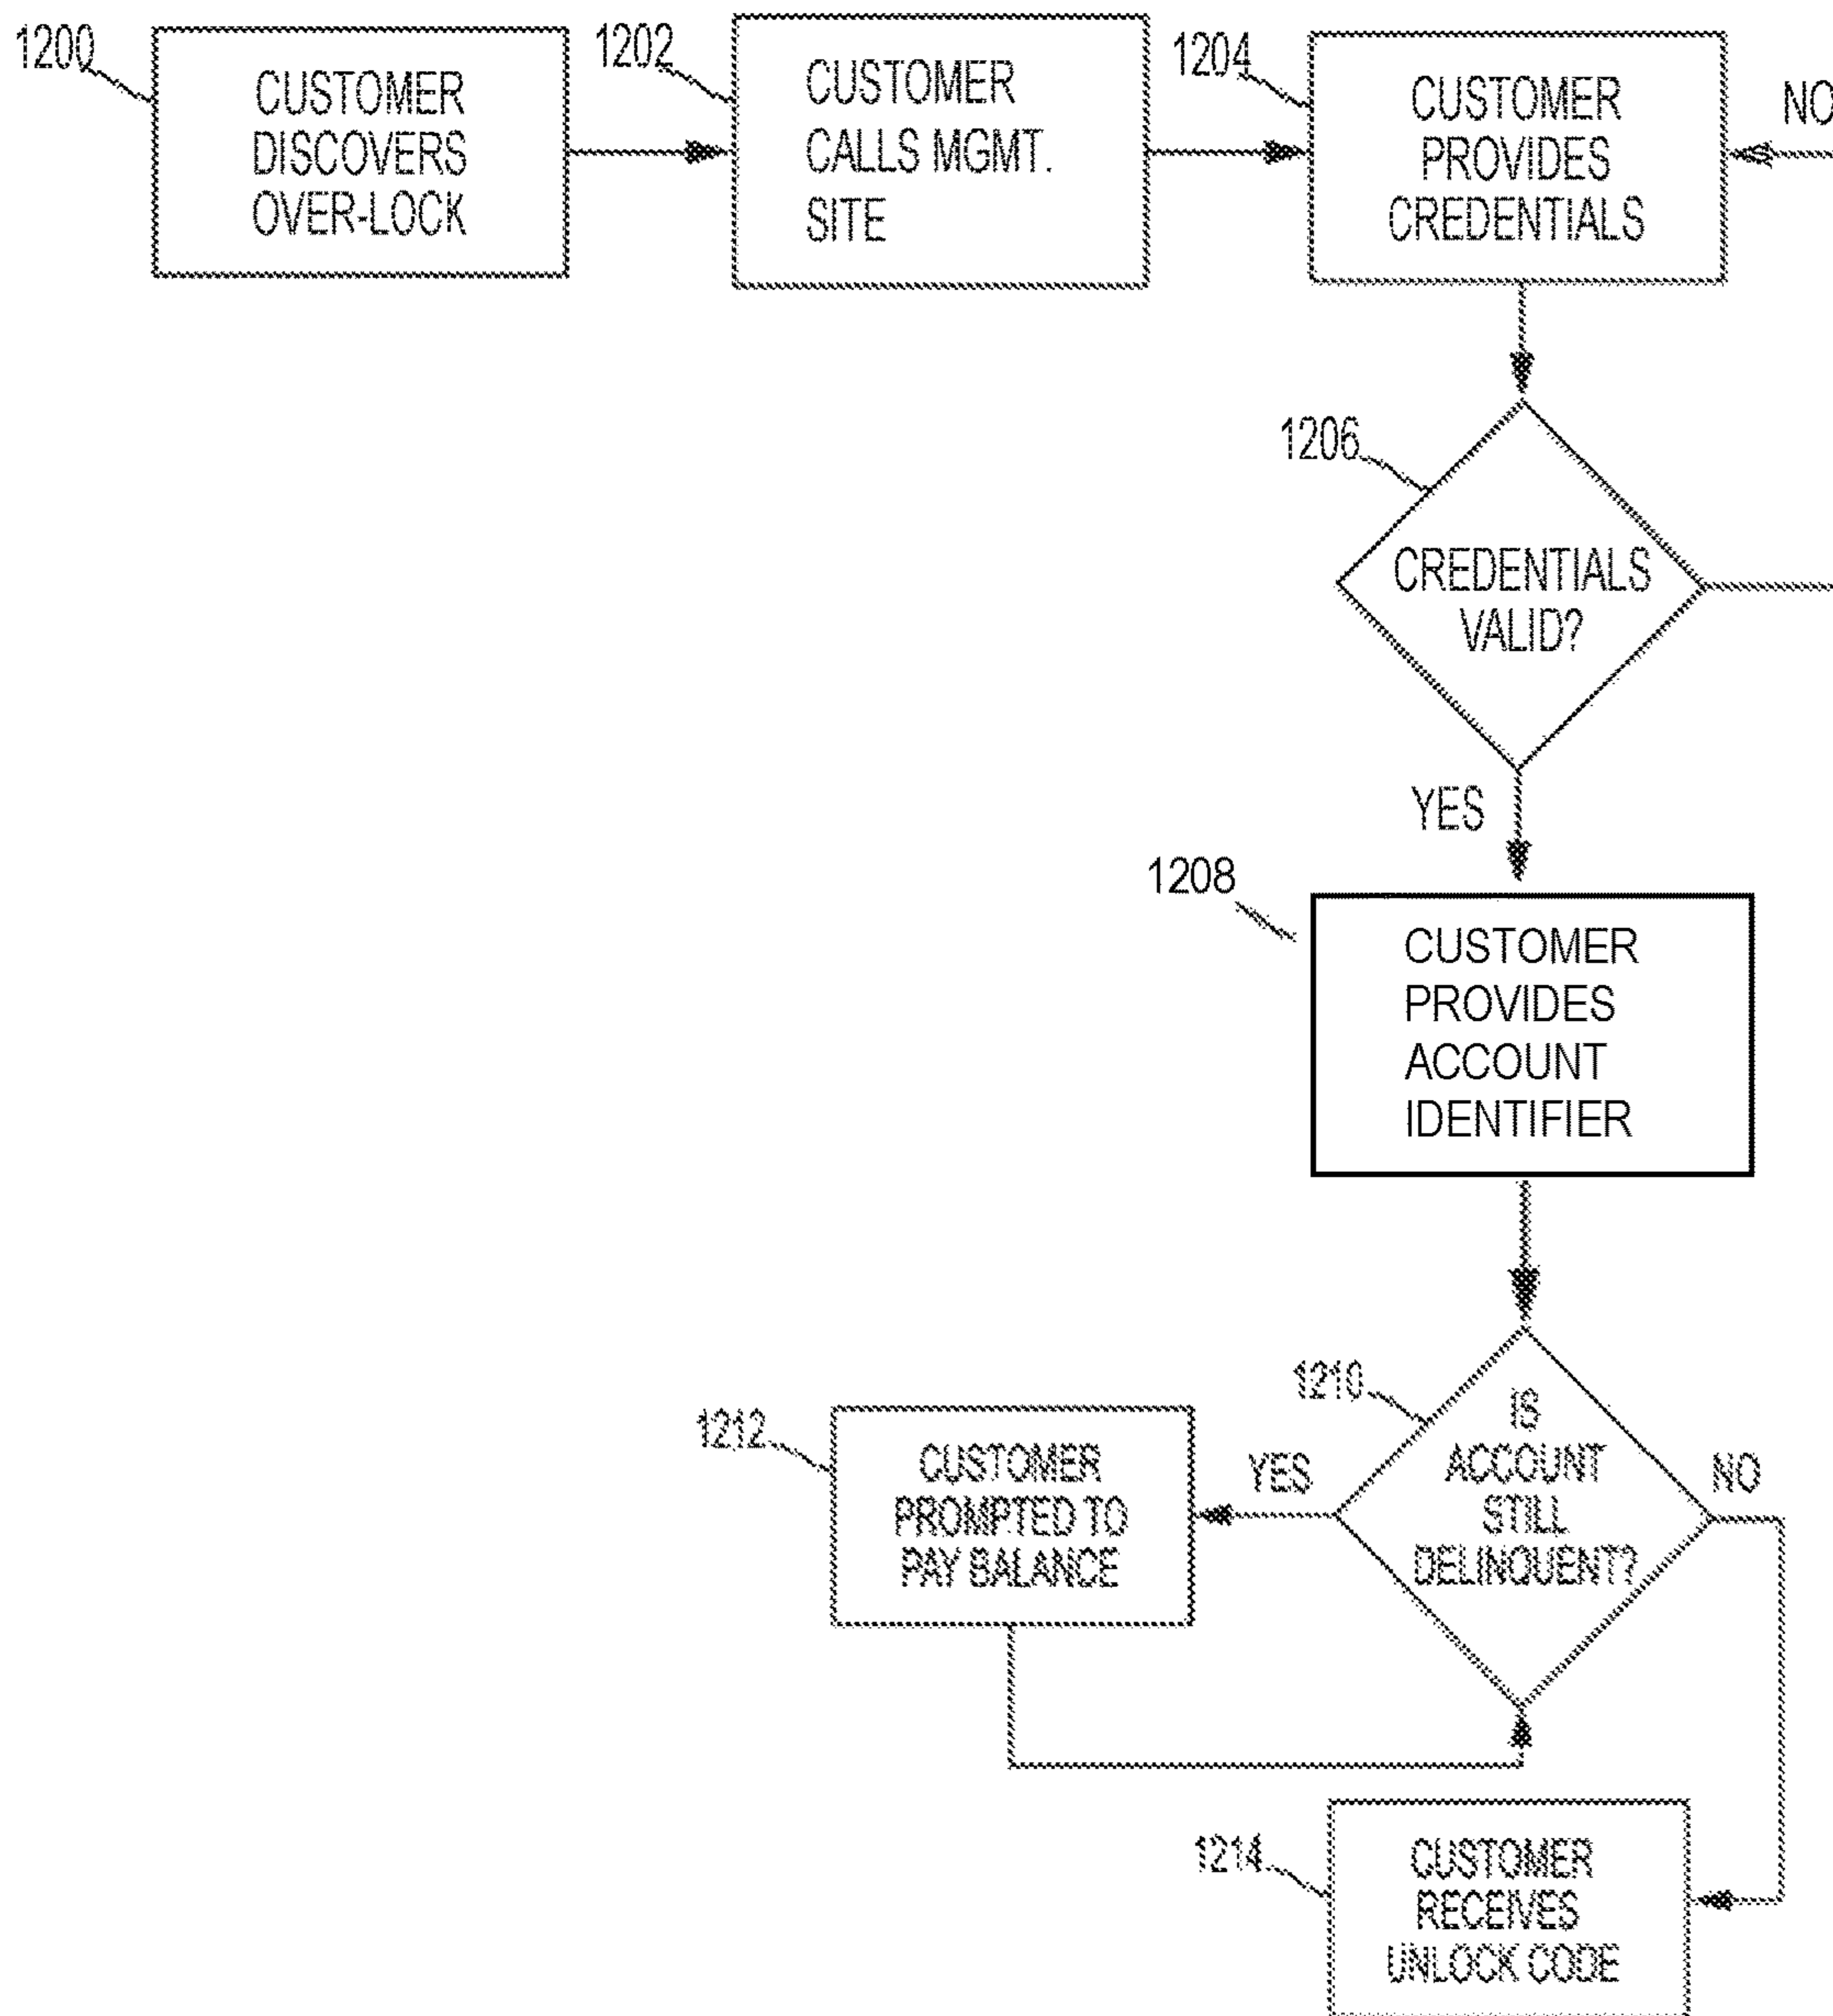 1200
CUSTOMER
DISCOVERS
OVER-LOCK
1202
CUSTOMER
CALLS MGMT.
SITE
1204
CUSTOMER
PROVIDES
CREDENTIALS
NO
1206
CREDENTIALS
VALID?
YES
1208
CUSTOMER
PROVIDES
ACCOUNT
IDENTIFIER
1210
IS
ACCOUNT
STILL
DELINQUENT?
YES
NO
1212
CUSTOMER
PROMPTED TO
PAY BALANCE
1214
CUSTOMER
RECEIVES
UNLOCK CODE